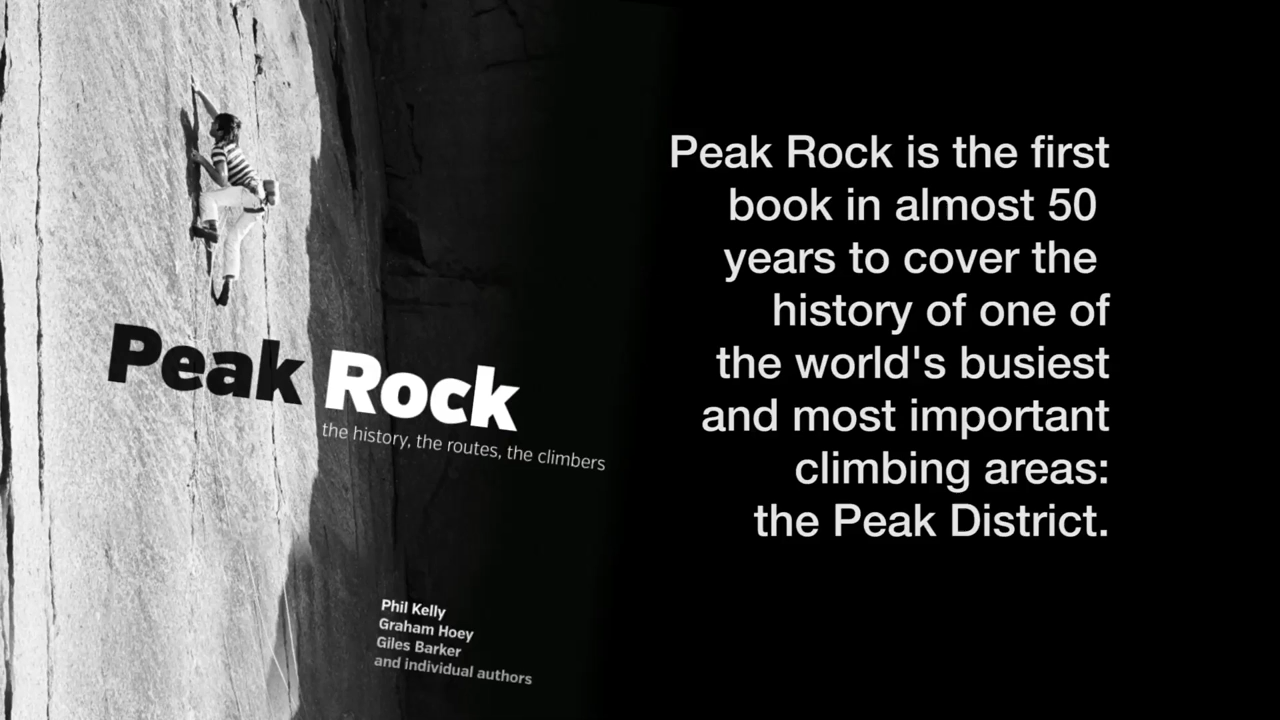 Peak Rock
the history, the routes, the climbers
Phil Kelly
Graham Hoey
Giles Barker
and individual authors
Peak Rock is the first
book in almost 50
years to cover the
history of one of
the world's busiest
and most important
climbing areas:
the Peak District.